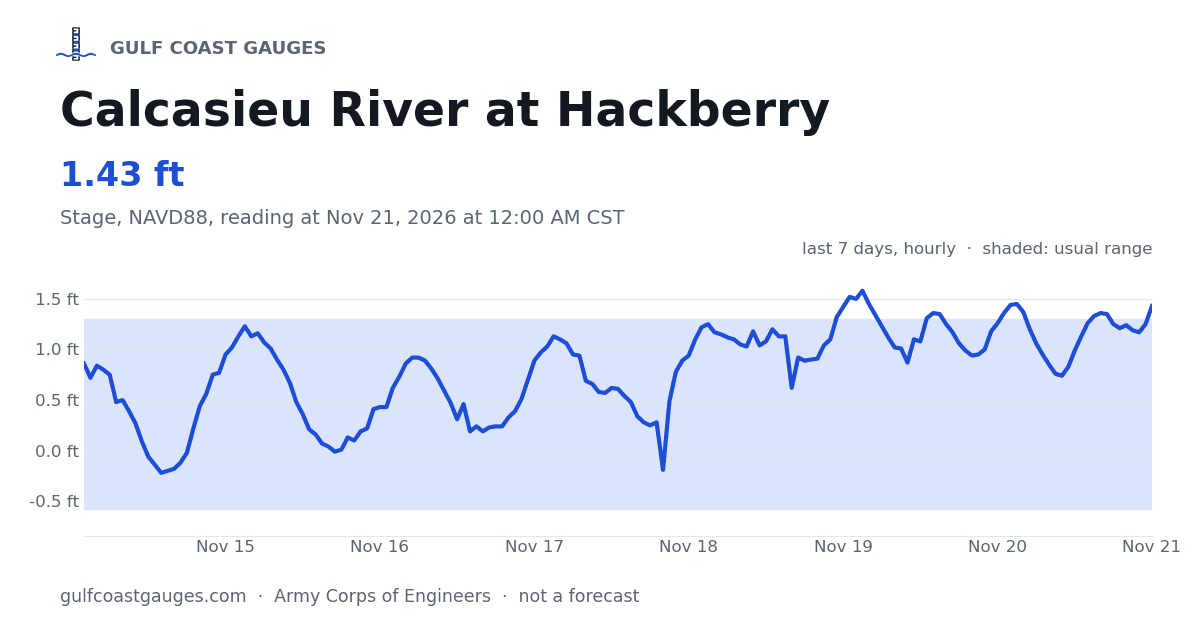 GULF COAST GAUGES
Calcasieu River at Hackberry
1.43 ft
Stage, NAVD88, reading at Nov 21, 2026 at 12:00 AM CST
last 7 days, hourly · shaded: usual range
1.5 ft
1.0 ft
0.5 ft
0.0 ft
-0.5 ft
Nov 15 Nov 16 Nov 17 Nov 18 Nov 19 Nov 20 Nov 21
gulfcoastgauges.com · Army Corps of Engineers · not a forecast